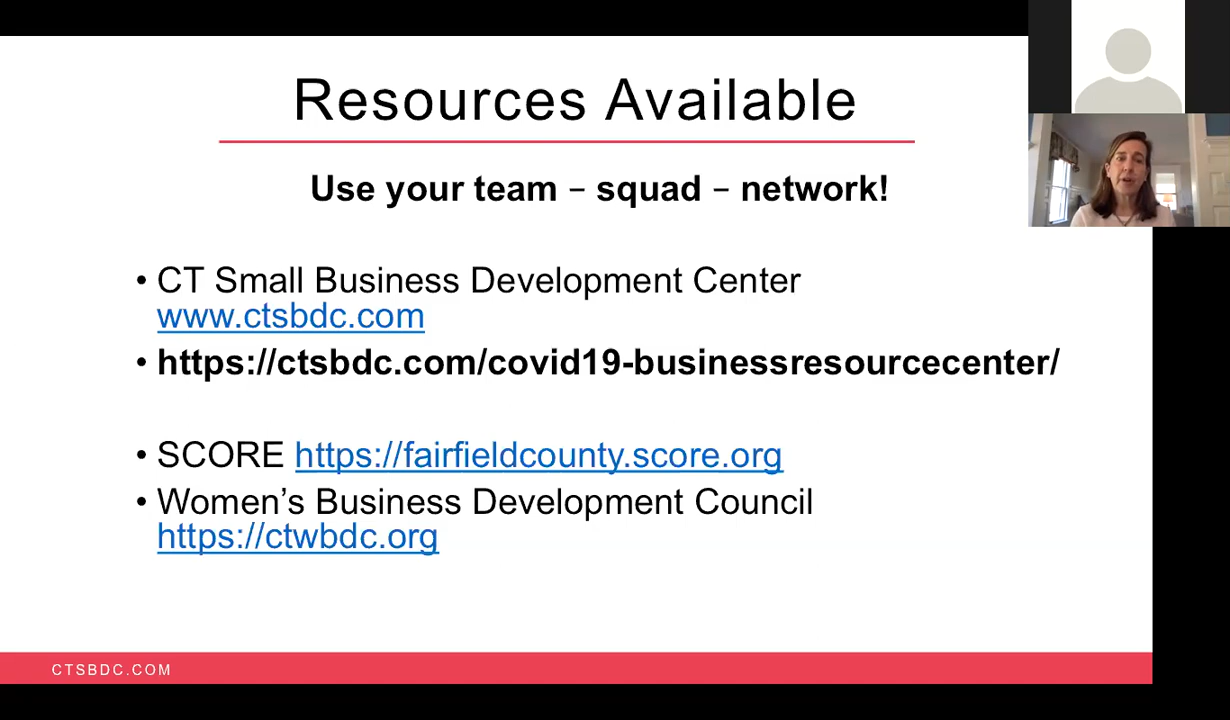 Resources Available
Use your team – squad – network!
• CT Small Business Development Center
www.ctsbdc.com
• https://ctsbdc.com/covid19-businessresourcecenter/
• SCORE https://fairfieldcounty.score.org
• Women’s Business Development Council
https://ctwbdc.org
CTSBDC.COM